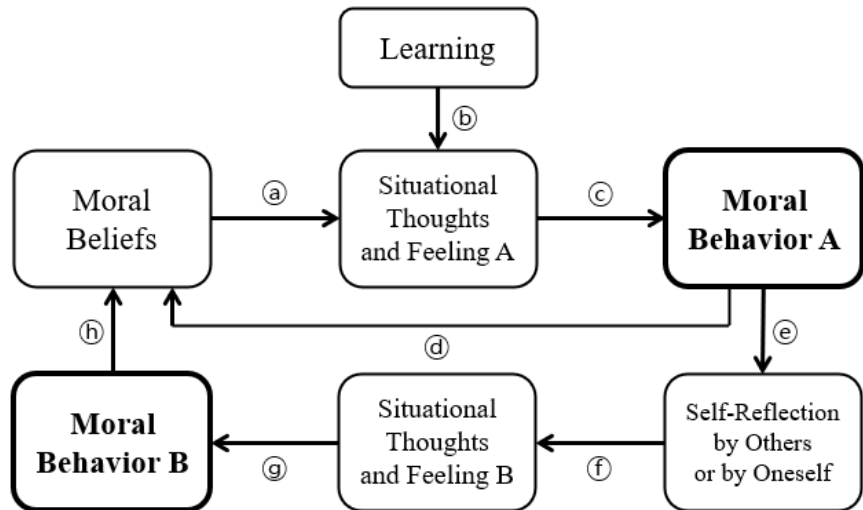 Learning
ⓑ
Moral
Beliefs
ⓐ
Situational
Thoughts
and Feeling A
ⓒ
Moral
Behavior A
ⓗ
ⓓ
ⓔ
Moral
Behavior B
ⓖ
Situational
Thoughts
and Feeling B
ⓕ
Self-Reflection
by Others
or by Oneself